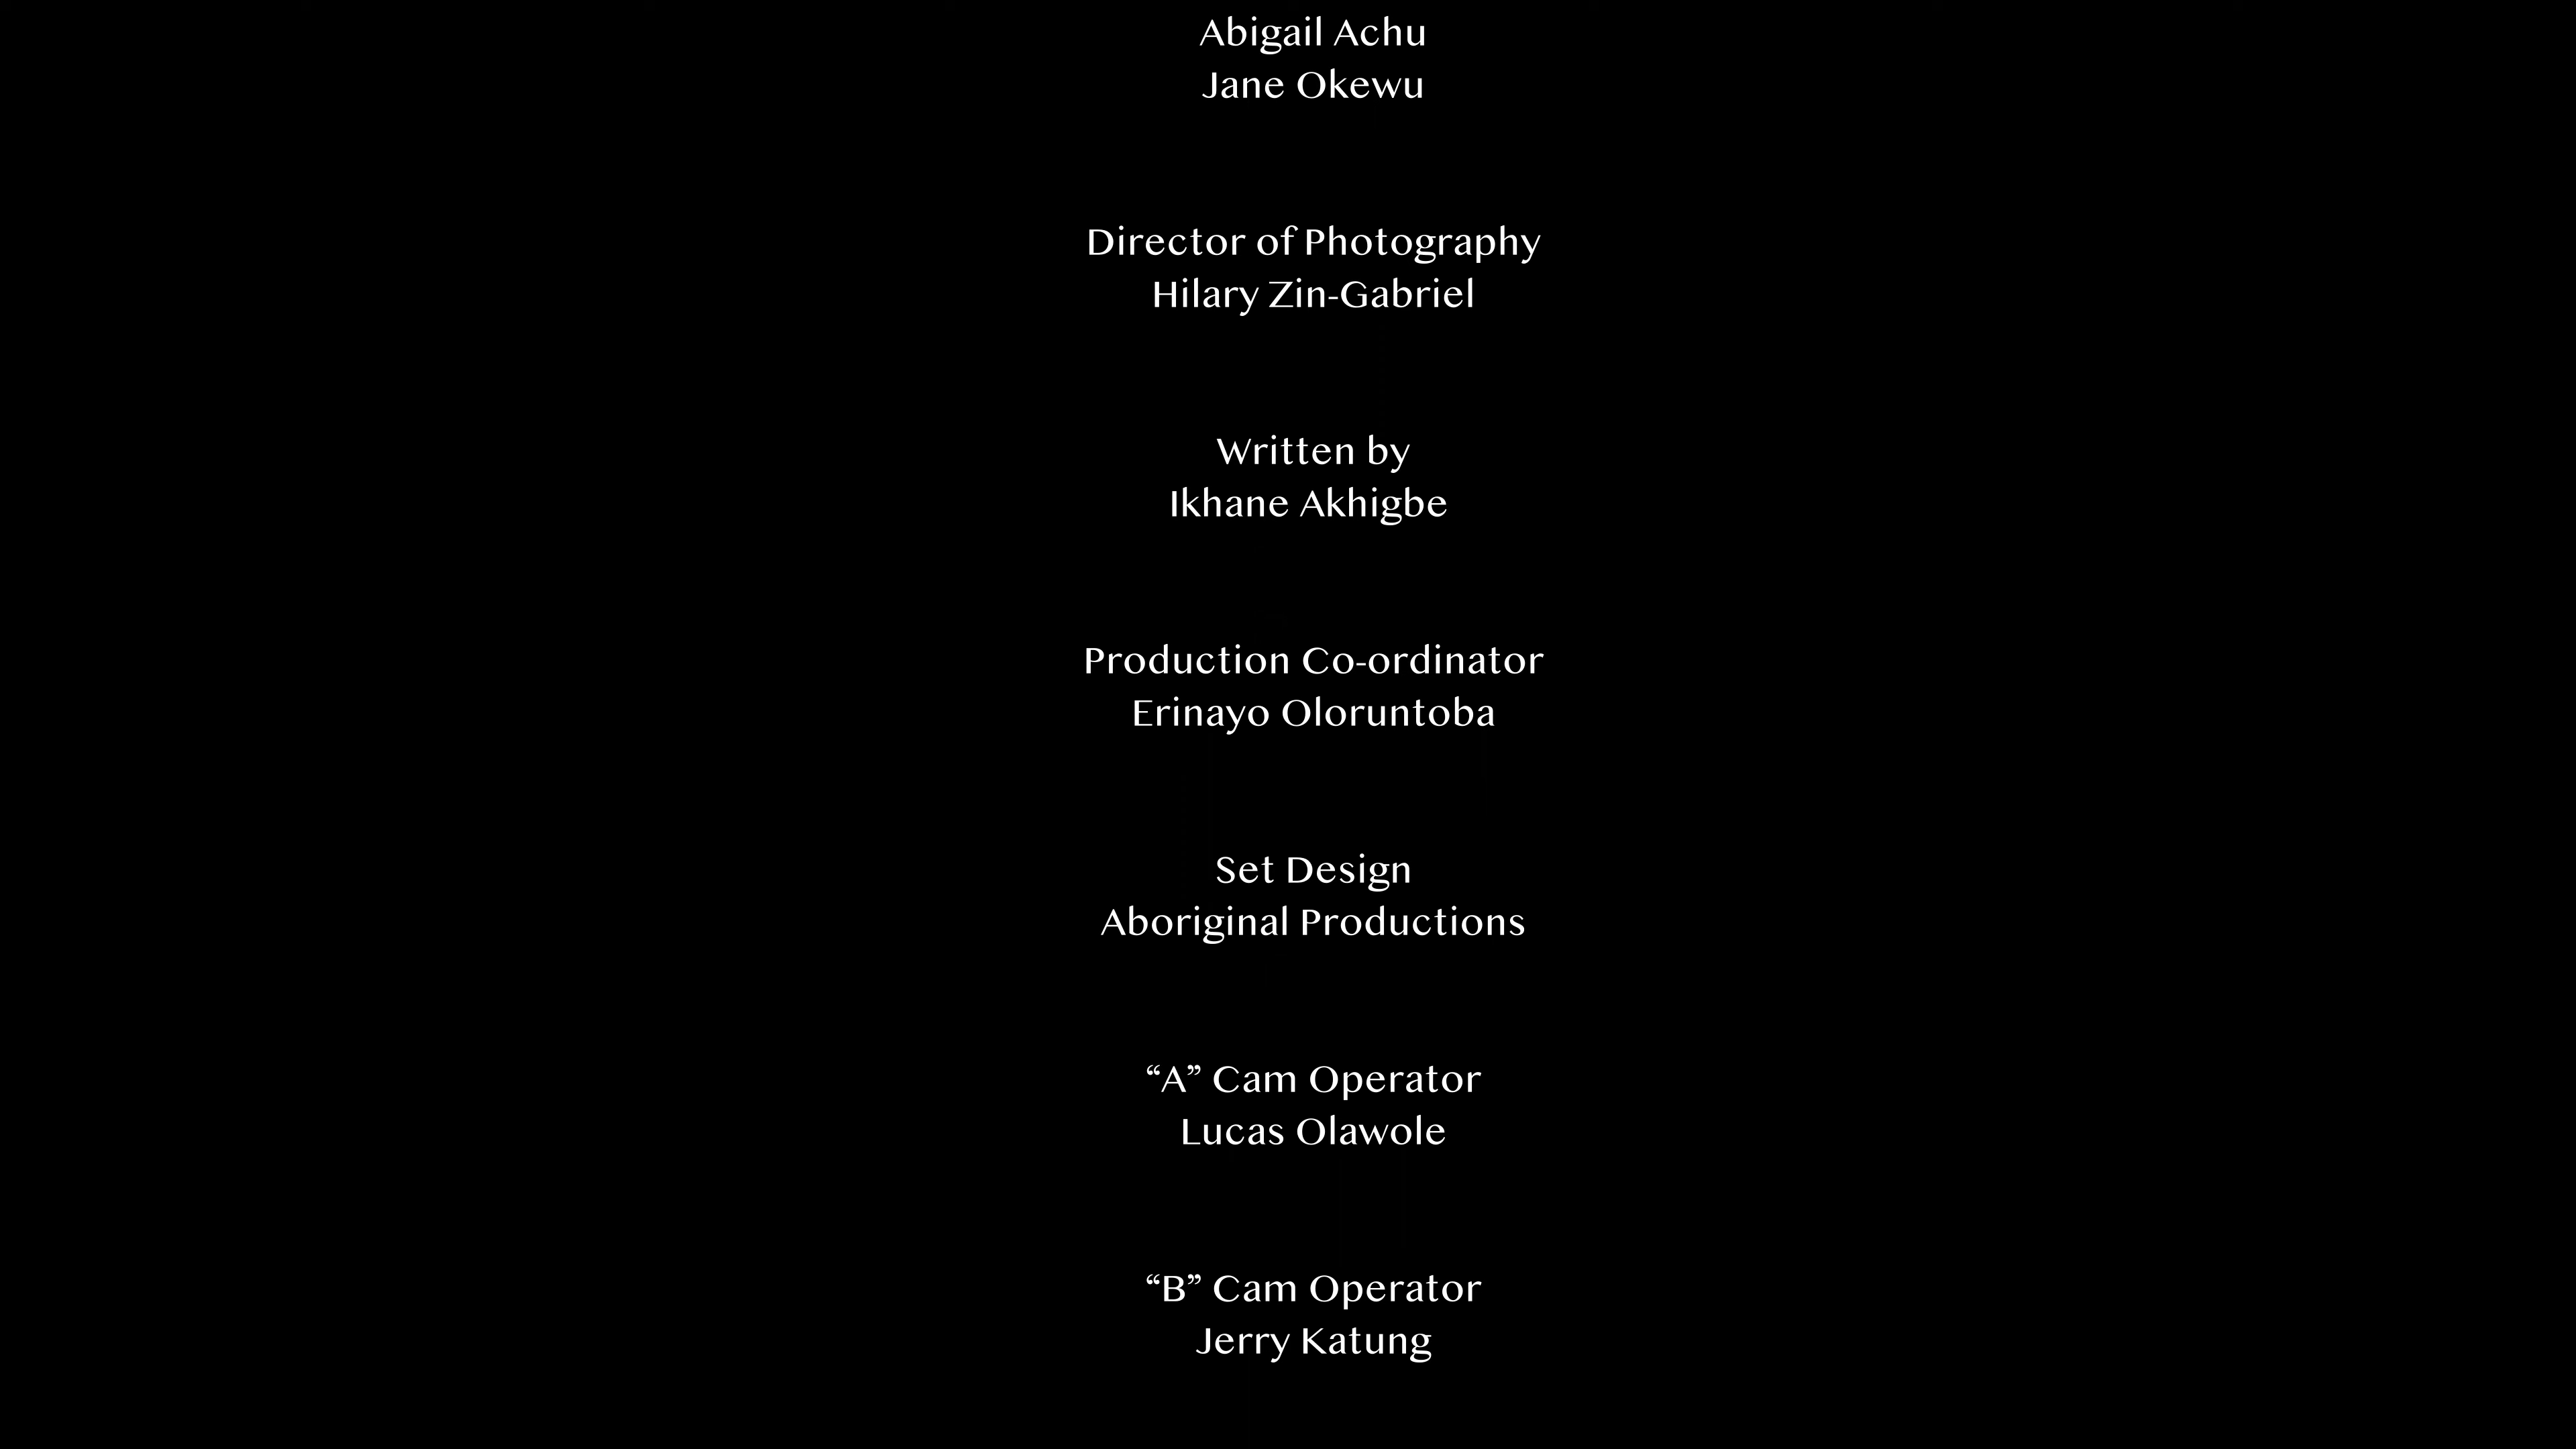 Abigail Achu
Jane Okewu
Director of Photography
Hilary Zin-Gabriel
Written by
Ikhane Akhigbe
Production Co-ordinator
Erinayo Oloruntoba
Set Design
Aboriginal Productions
“A” Cam Operator
Lucas Olawole
“B” Cam Operator
Jerry Katung